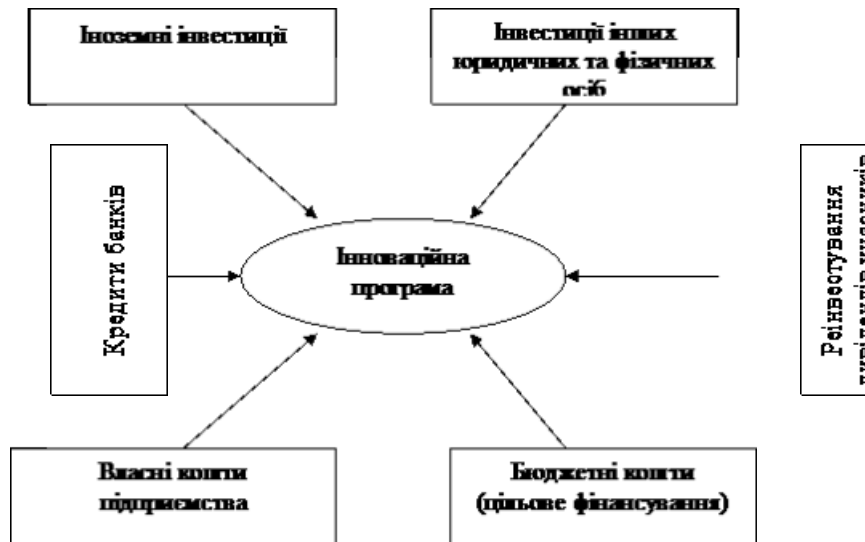 Іноземні інвестиції
Інвестиції інших
юридичних та фізичних
осіб
Кредити банків
Інноваційна
програма
Реінвестування
Власні кошти
підприємства
Бюджетні кошти
(цільове фінансування)